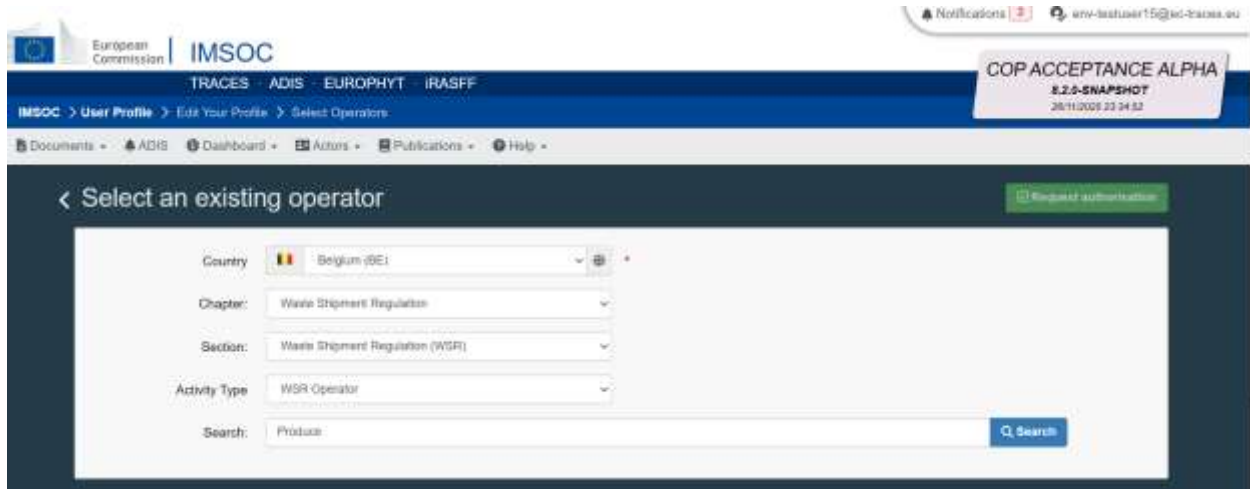 Notifications 3 env-testuser15@ec-traces.eu
European
Commission
IMSOC
TRACES · ADIS · EUROPHYT · iRASFF
COP ACCEPTANCE ALPHA
8.2.0-SNAPSHOT
IMSOC > User Profile > Edit Your Profile > Select Operators
Documents ADIS Dashboard Actors Publications Help
Select an existing operator
Request authorisation
Country Belgium (BE) *
Chapter: Waste Shipment Regulation
Section: Waste Shipment Regulation (WSR)
Activity Type WSR Operator
Search: Produce Search